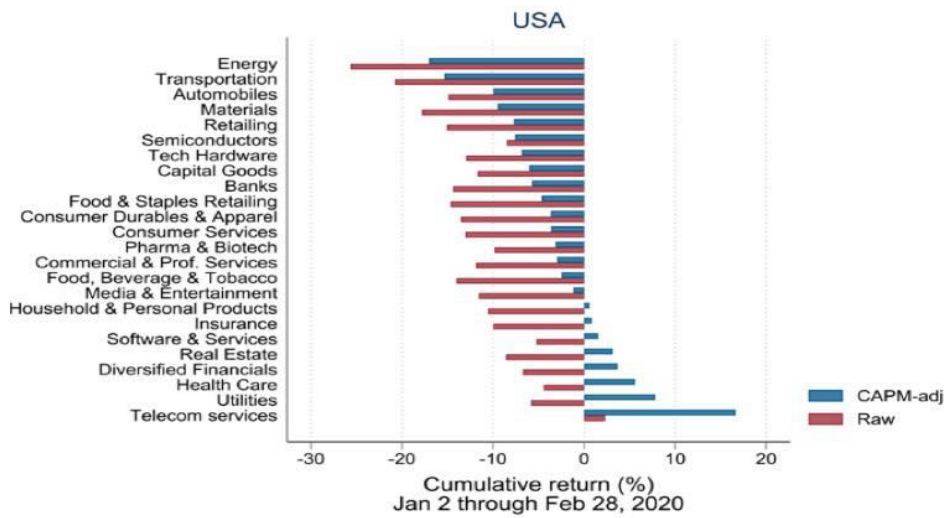 USA
Energy
Transportation
Automobiles
Materials
Retailing
Semiconductors
Tech Hardware
Capital Goods
Banks
Food & Staples Retailing
Consumer Durables & Apparel
Consumer Services
Pharma & Biotech
Commercial & Prof. Services
Food, Beverage & Tobacco
Media & Entertainment
Household & Personal Products
Insurance
Software & Services
Real Estate
Diversified Financials
Health Care
Utilities
Telecom services
CAPM-adj
Raw
-30 -20 -10 0 10 20
Cumulative return (%)
Jan 2 through Feb 28, 2020